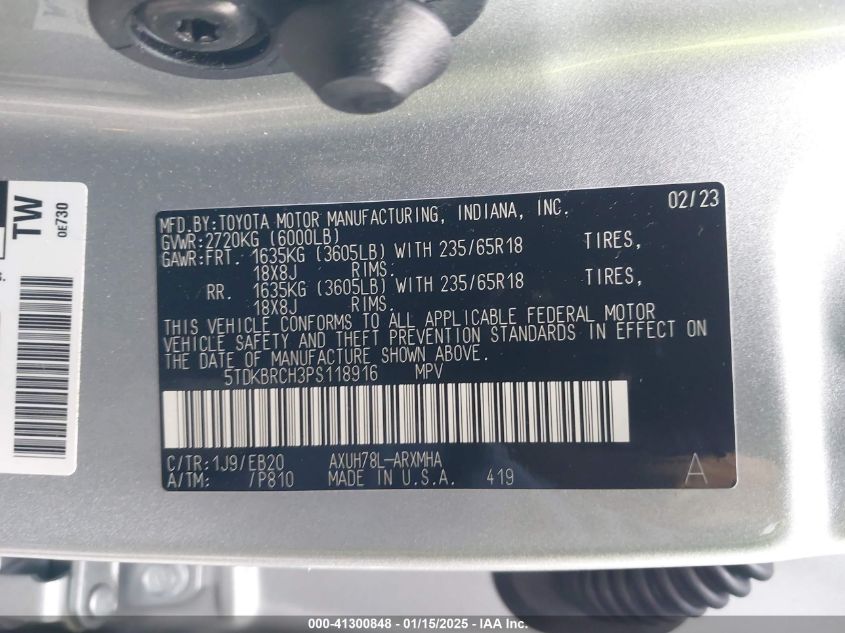 TW
OE730
s.
MFD.BY:TOYOTA MOTOR MANUFACTURING, INDIANA, INC. 02/23
GVWR:2720KG (6000LB)
GAWR:FRT. 1635KG (3605LB) WITH 235/65R18 TIRES,
18X8J RIMS.
RR. 1635KG (3605LB) WITH 235/65R18 TIRES,
18X8J RIMS.
THIS VEHICLE CONFORMS TO ALL APPLICABLE FEDERAL MOTOR
VEHICLE SAFETY AND THEFT PREVENTION STANDARDS IN EFFECT ON
THE DATE OF MANUFACTURE SHOWN ABOVE.
5TDKBRCH3PS118916 MPV
C/TR:1J9/EB20 AXUH78L-ARXMHA
A/TM: /P810 MADE IN U.S.A. 419 A
000-41300848 - 01/15/2025 - IAA Inc.